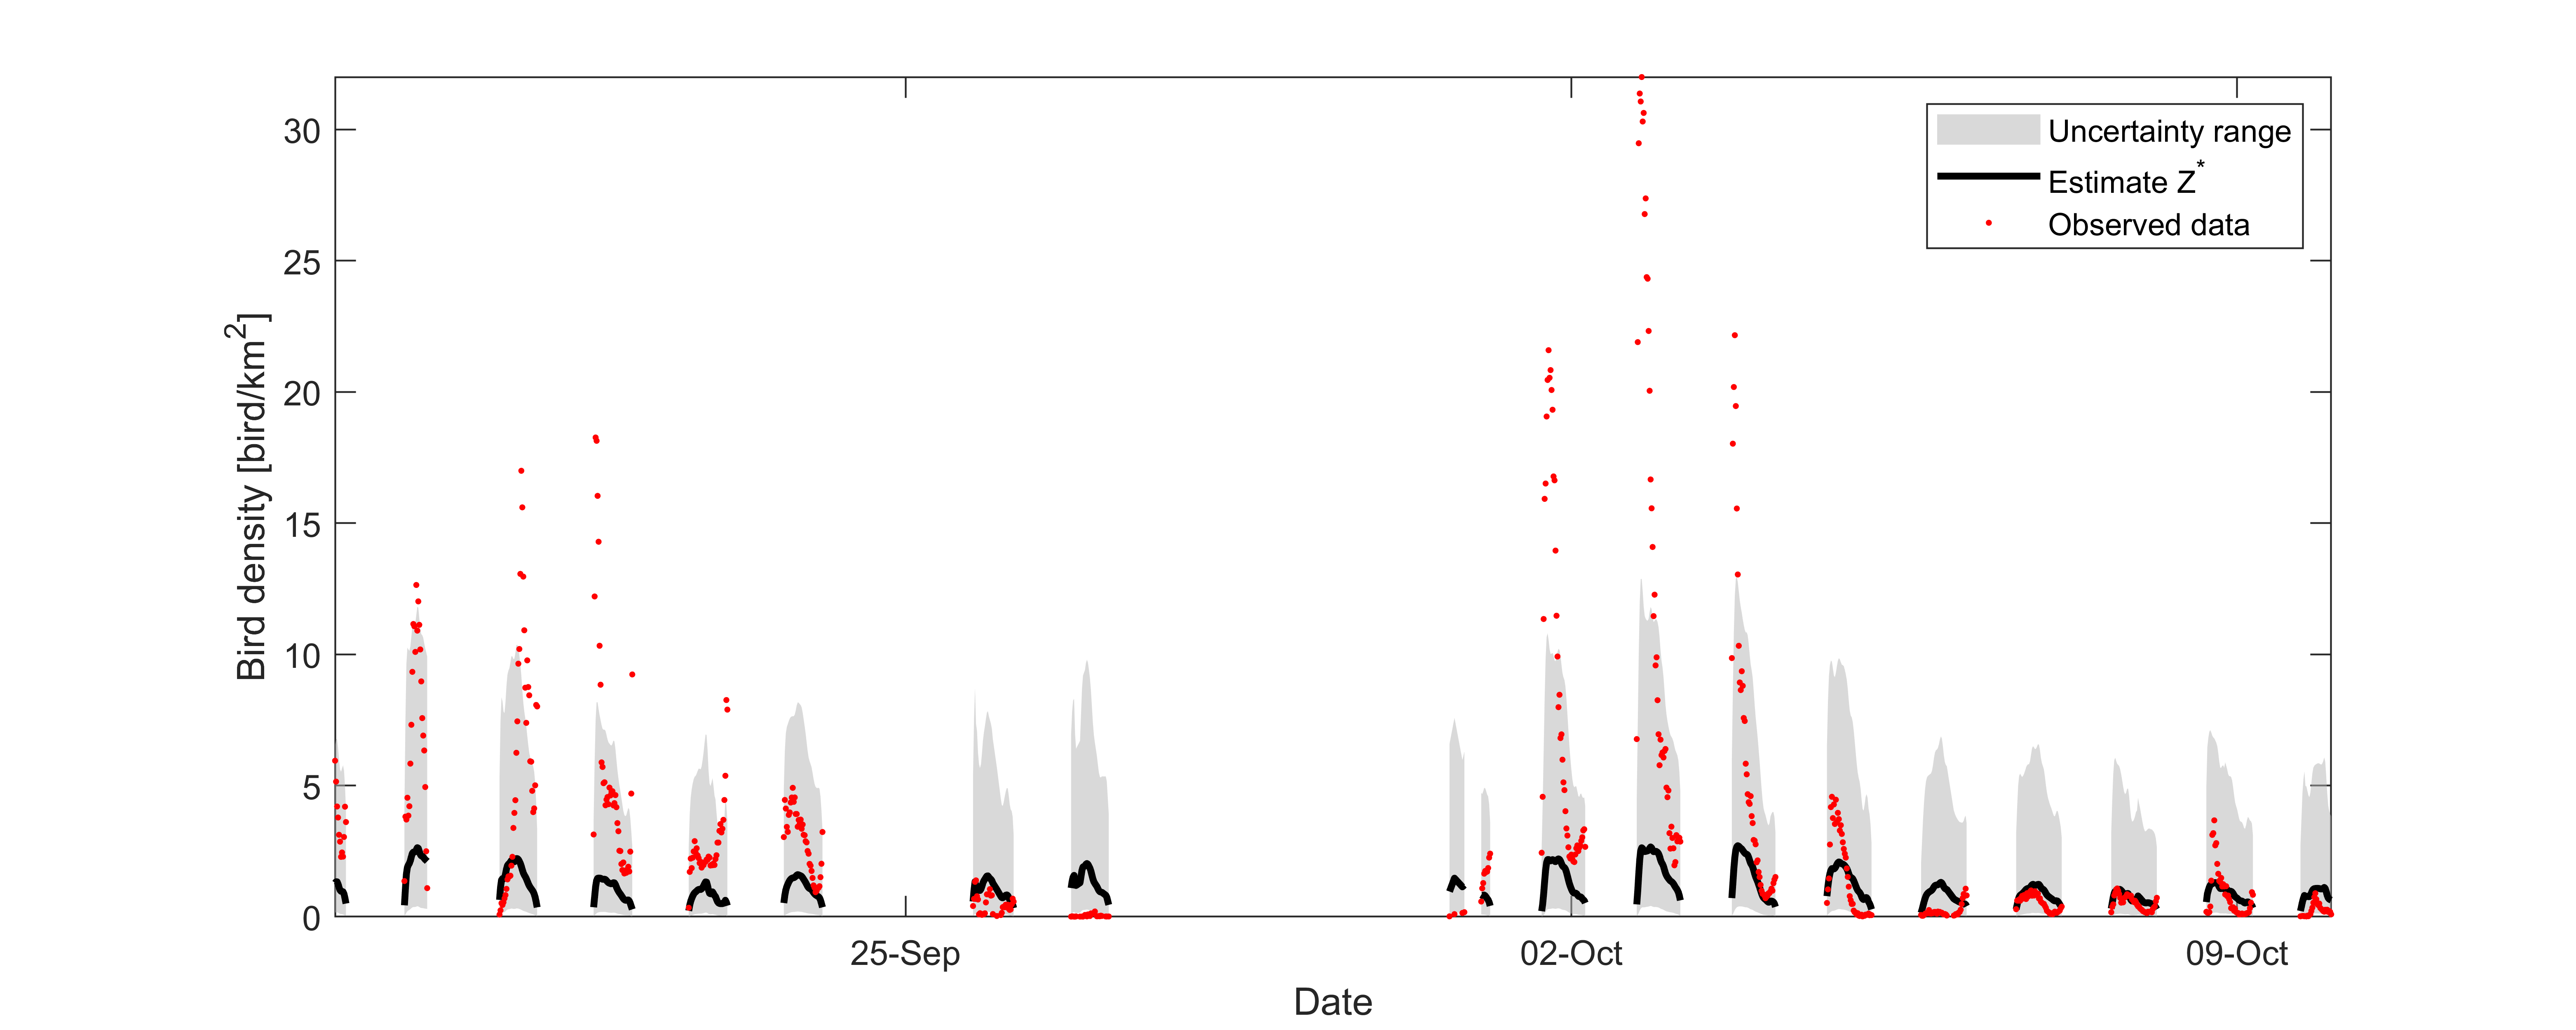 Bird density [bird/km²]
30
25
20
15
10
5
0
25-Sep
02-Oct
09-Oct
Date
Uncertainty range
Estimate Z*
Observed data